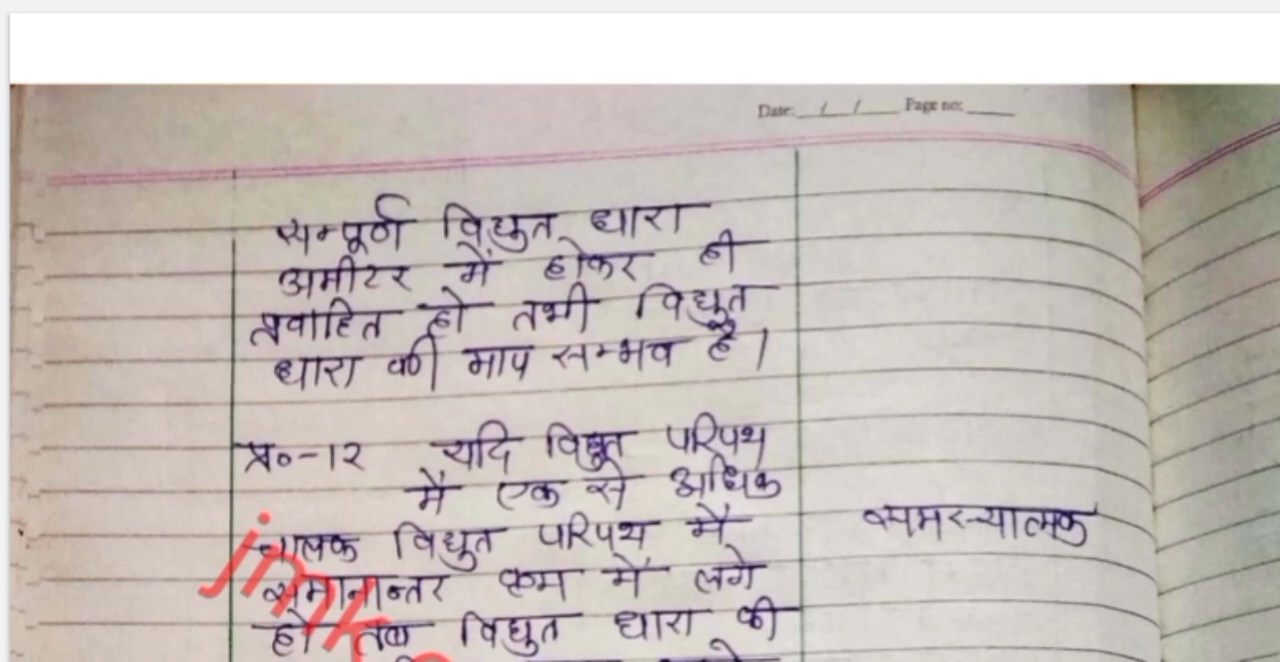 Date: / / Page no:
सम्पूर्ण विद्युत धारा
अमीटर में होकर ही
प्रवाहित हो तभी विद्युत
धारा की माप सम्भव है।
प्र०-१२ यदि विद्युत परिपथ
में एक से अधिक
चालक विद्युत परिपथ में
समस्यात्मक
समानान्तर क्रम में लगे
हो तब विद्युत धारा की